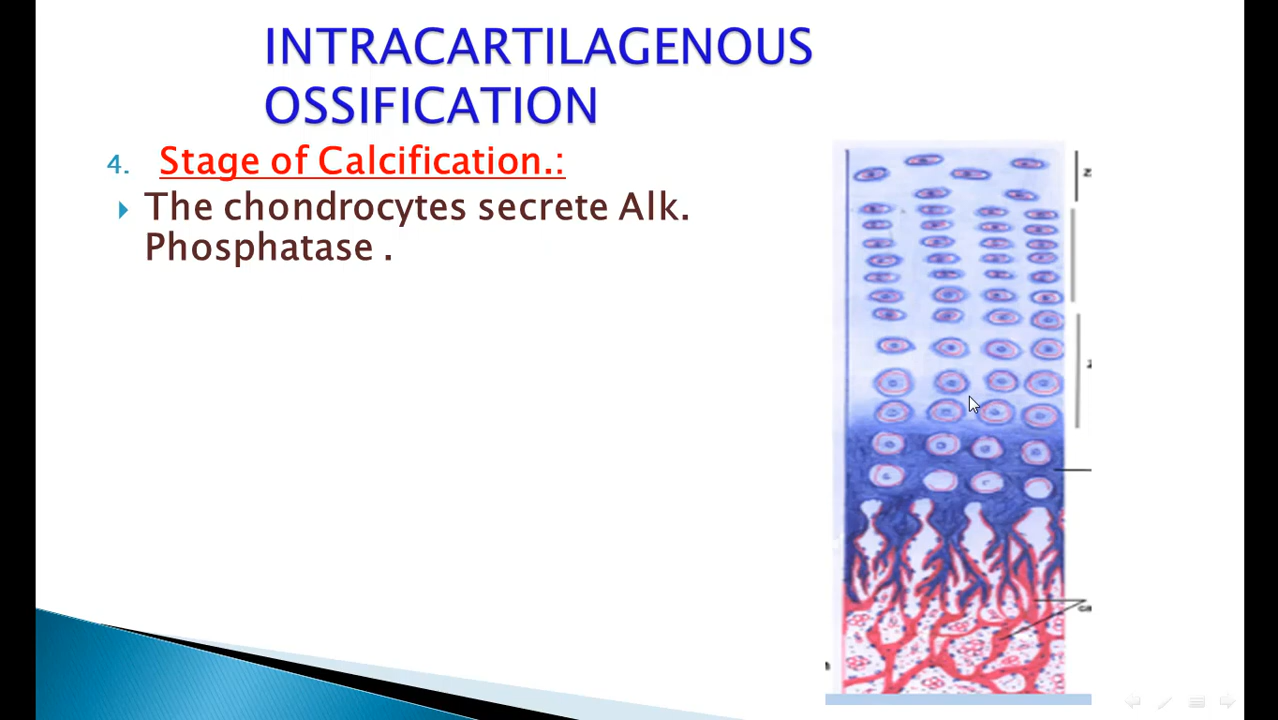 INTRACARTILAGENOUS
OSSIFICATION
4. Stage of Calcification.:
The chondrocytes secrete Alk.
Phosphatase .